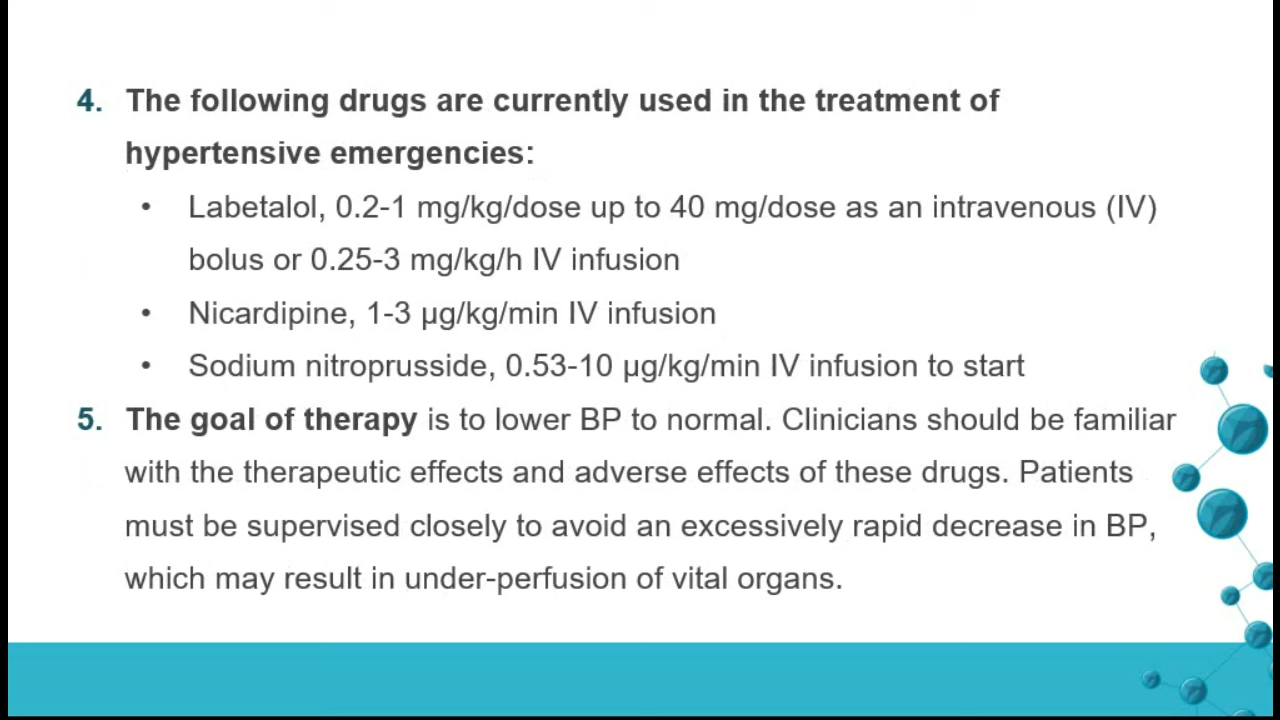 4. The following drugs are currently used in the treatment of
hypertensive emergencies:
• Labetalol, 0.2-1 mg/kg/dose up to 40 mg/dose as an intravenous (IV)
bolus or 0.25-3 mg/kg/h IV infusion
• Nicardipine, 1-3 µg/kg/min IV infusion
• Sodium nitroprusside, 0.53-10 µg/kg/min IV infusion to start
5. The goal of therapy is to lower BP to normal. Clinicians should be familiar
with the therapeutic effects and adverse effects of these drugs. Patients
must be supervised closely to avoid an excessively rapid decrease in BP,
which may result in under-perfusion of vital organs.